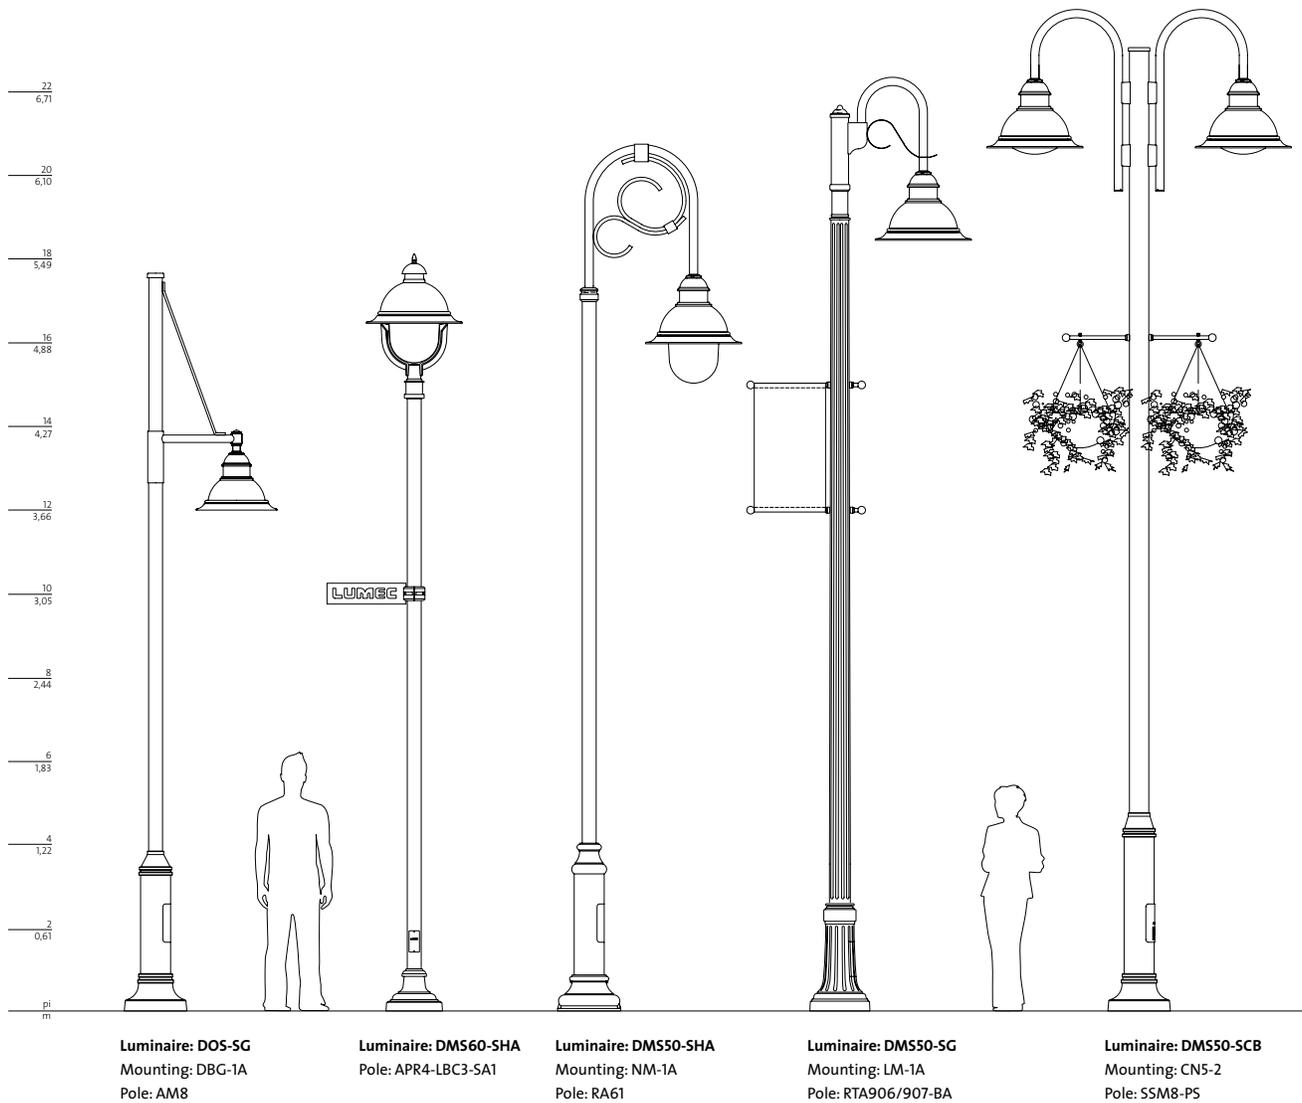 22
6,71
20
6,10
18
5,49
16
4,88
14
4,27
12
3,66
10
3,05
8
2,44
6
1,83
4
1,22
2
0,61
pi
m
LUMEC
Luminaire: DOS-SG
Mounting: DBG-1A
Pole: AM8
Luminaire: DMS60-SHA
Pole: APR4-LBC3-SA1
Luminaire: DMS50-SHA
Mounting: NM-1A
Pole: RA61
Luminaire: DMS50-SG
Mounting: LM-1A
Pole: RTA906/907-BA
Luminaire: DMS50-SCB
Mounting: CN5-2
Pole: SSM8-PS